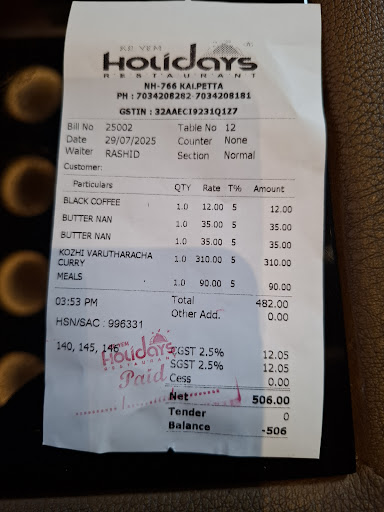 KE YEM
HOLiDAYS
RESTAURANT
NH-766 KALPETTA
PH : 7034208282-7034208181
GSTIN : 32AAECI9231Q1Z7
Bill No 25002 Table No 12
Date 29/07/2025 Counter None
Waiter RASHID Section Normal
Customer:
Particulars QTY Rate T% Amount
BLACK COFFEE 1.0 12.00 5 12.00
BUTTER NAN 1.0 35.00 5 35.00
BUTTER NAN 1.0 35.00 5 35.00
KOZHI VARUTHARACHA 1.0 310.00 5 310.00
CURRY
MEALS 1.0 90.00 5 90.00
03:53 PM Total 482.00
Other Add. 0.00
HSN/SAC : 996331
140, 145, 146
HOLiDAYS
RESTAURANT
Paid
CGST 2.5% 12.05
SGST 2.5% 12.05
Cess 0.00
Net 506.00
Tender 0
Balance -506